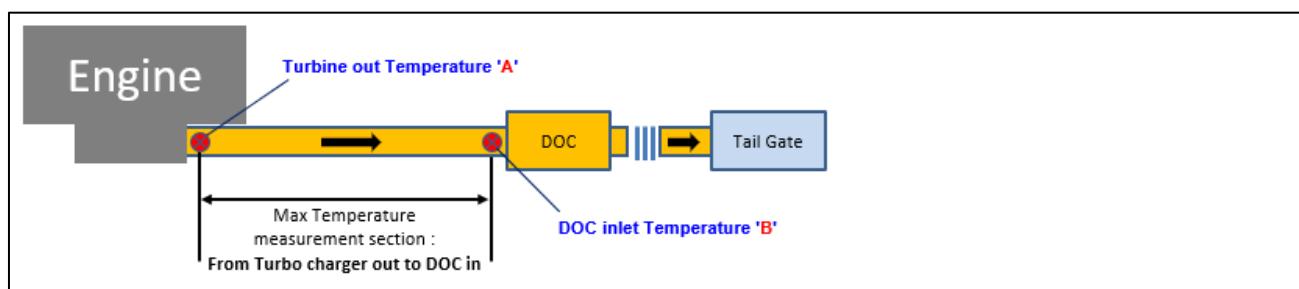 Engine
Turbine out Temperature 'A'
DOC
Tail Gate
Max Temperature
measurement section :
From Turbo charger out to DOC in
DOC inlet Temperature 'B'